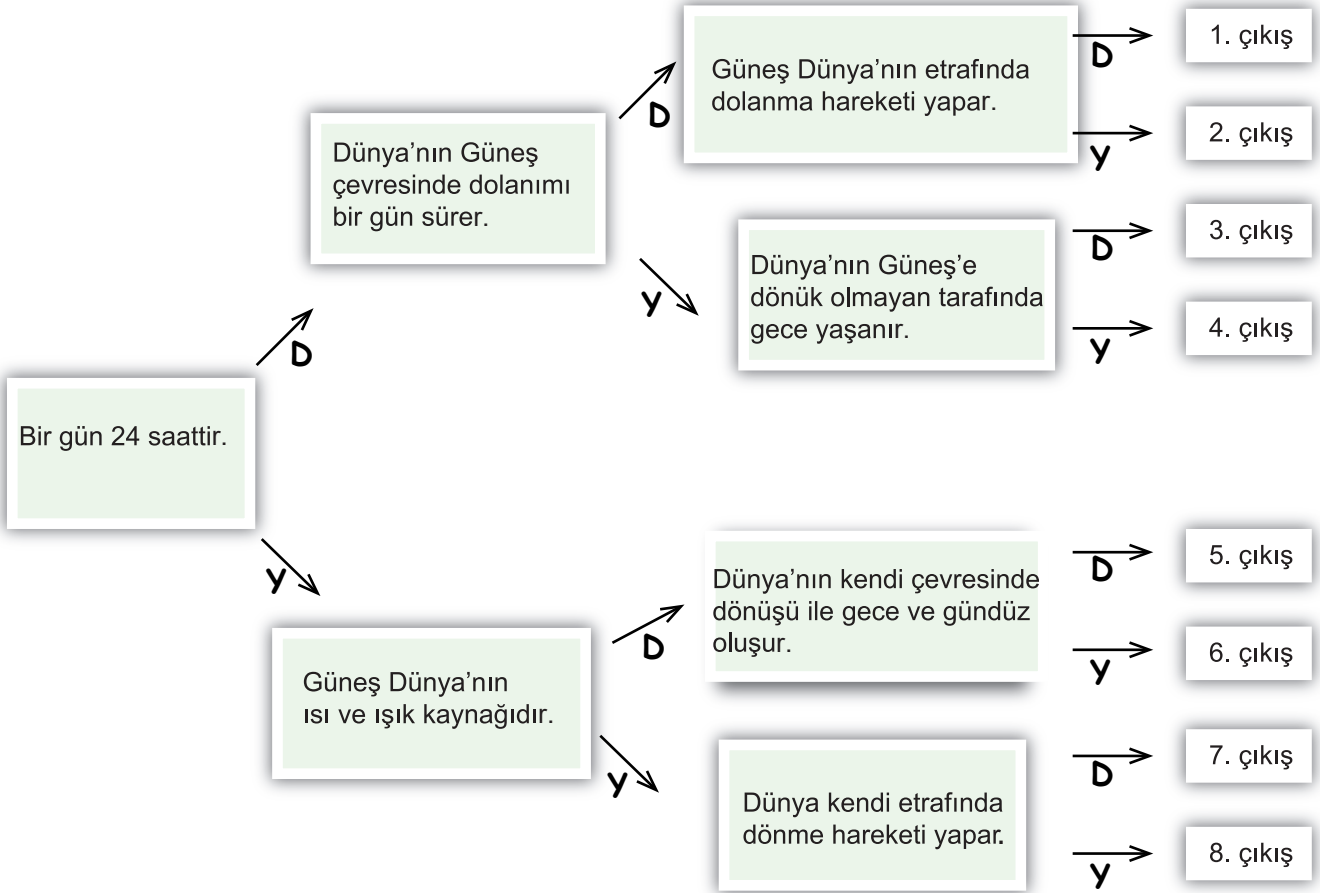 Güneş Dünya’nın etrafında
dolanma hareketi yapar.
D
1. çıkış
Y
2. çıkış
D
Dünya’nın Güneş
çevresinde dolanımı
bir gün sürer.
Y
Dünya’nın Güneş’e
dönük olmayan tarafında
gece yaşanır.
D
3. çıkış
Y
4. çıkış
D
Bir gün 24 saattir.
Y
Dünya’nın kendi çevresinde
dönüşü ile gece ve gündüz
oluşur.
D
5. çıkış
Y
6. çıkış
D
Güneş Dünya’nın
ısı ve ışık kaynağıdır.
Y
Dünya kendi etrafında
dönme hareketi yapar.
D
7. çıkış
Y
8. çıkış